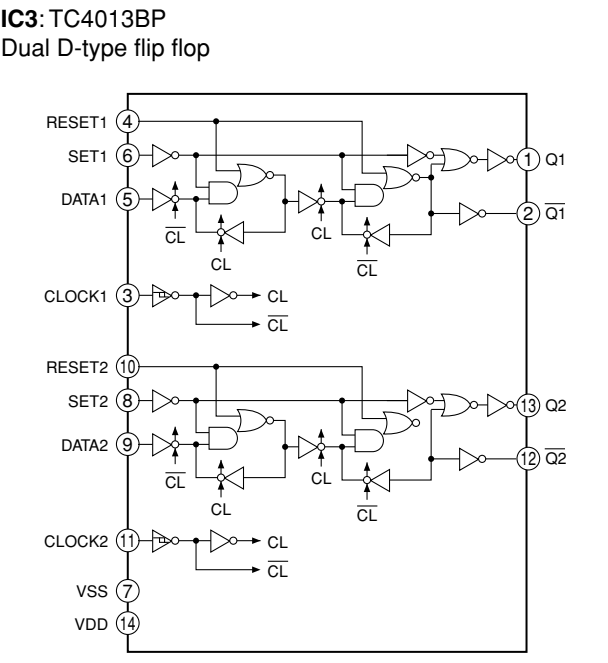 IC3: TC4013BP
Dual D-type flip flop
RESET1 4
SET1 6
1 Q1
DATA1 5
2 Q1
CL
CL
CL
CL
CLOCK1 3
CL
CL
RESET2 10
SET2 8
13 Q2
DATA2 9
12 Q2
CL
CL
CL
CL
CLOCK2 11
CL
CL
VSS 7
VDD 14